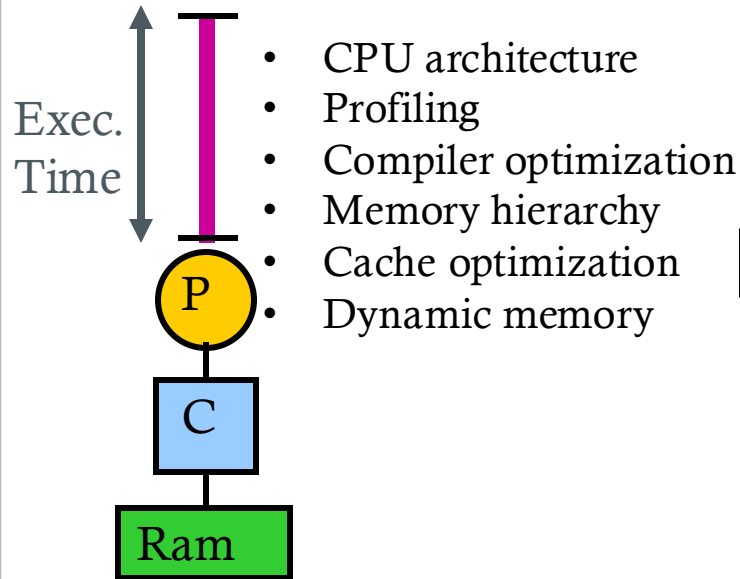 Exec.
Time
• CPU architecture
• Profiling
• Compiler optimization
• Memory hierarchy
• Cache optimization
• Dynamic memory
P
C
Ram